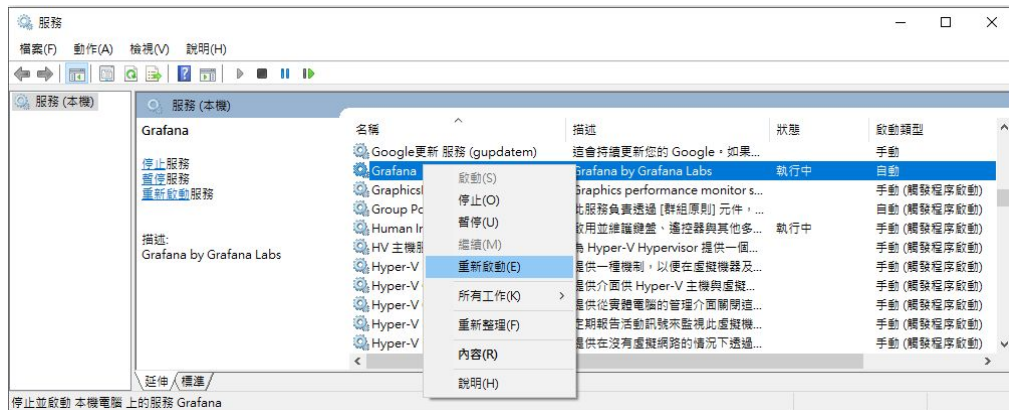 服務
檔案(F) 動作(A) 檢視(V) 說明(H)
服務 (本機)
服務 (本機)
Grafana
停止服務
暫停服務
重新啟動服務
描述:
Grafana by Grafana Labs
名稱 描述 狀態 啟動類型
Google更新 服務 (gupdatem) 這會持續更新您的 Google。如果... 手動
Grafana Grafana by Grafana Labs 執行中 自動
Graphics performance monitor s... 手動 (觸發程序啟動)
Group Po 此服務負責透過 [群組原則] 元件，... 自動 (觸發程序啟動)
Human In 啟用並維護鍵盤、遙控器與其他多... 執行中 手動 (觸發程序啟動)
HV 主機服 為 Hyper-V Hypervisor 提供一個... 手動 (觸發程序啟動)
Hyper-V 提供一種機制，以便在虛擬機器及... 手動 (觸發程序啟動)
Hyper-V 提供介面供 Hyper-V 主機與虛擬... 手動 (觸發程序啟動)
Hyper-V 提供從實體電腦的管理介面關閉這... 手動 (觸發程序啟動)
Hyper-V 定期報告活動訊號來監視此虛擬機... 手動 (觸發程序啟動)
Hyper-V 提供在沒有虛擬網路的情況下透過... 手動 (觸發程序啟動)
啟動(S)
停止(O)
暫停(U)
繼續(M)
重新啟動(E)
所有工作(K)
重新整理(F)
內容(R)
說明(H)
延伸 標準
停止並啟動 本機電腦 上的服務 Grafana